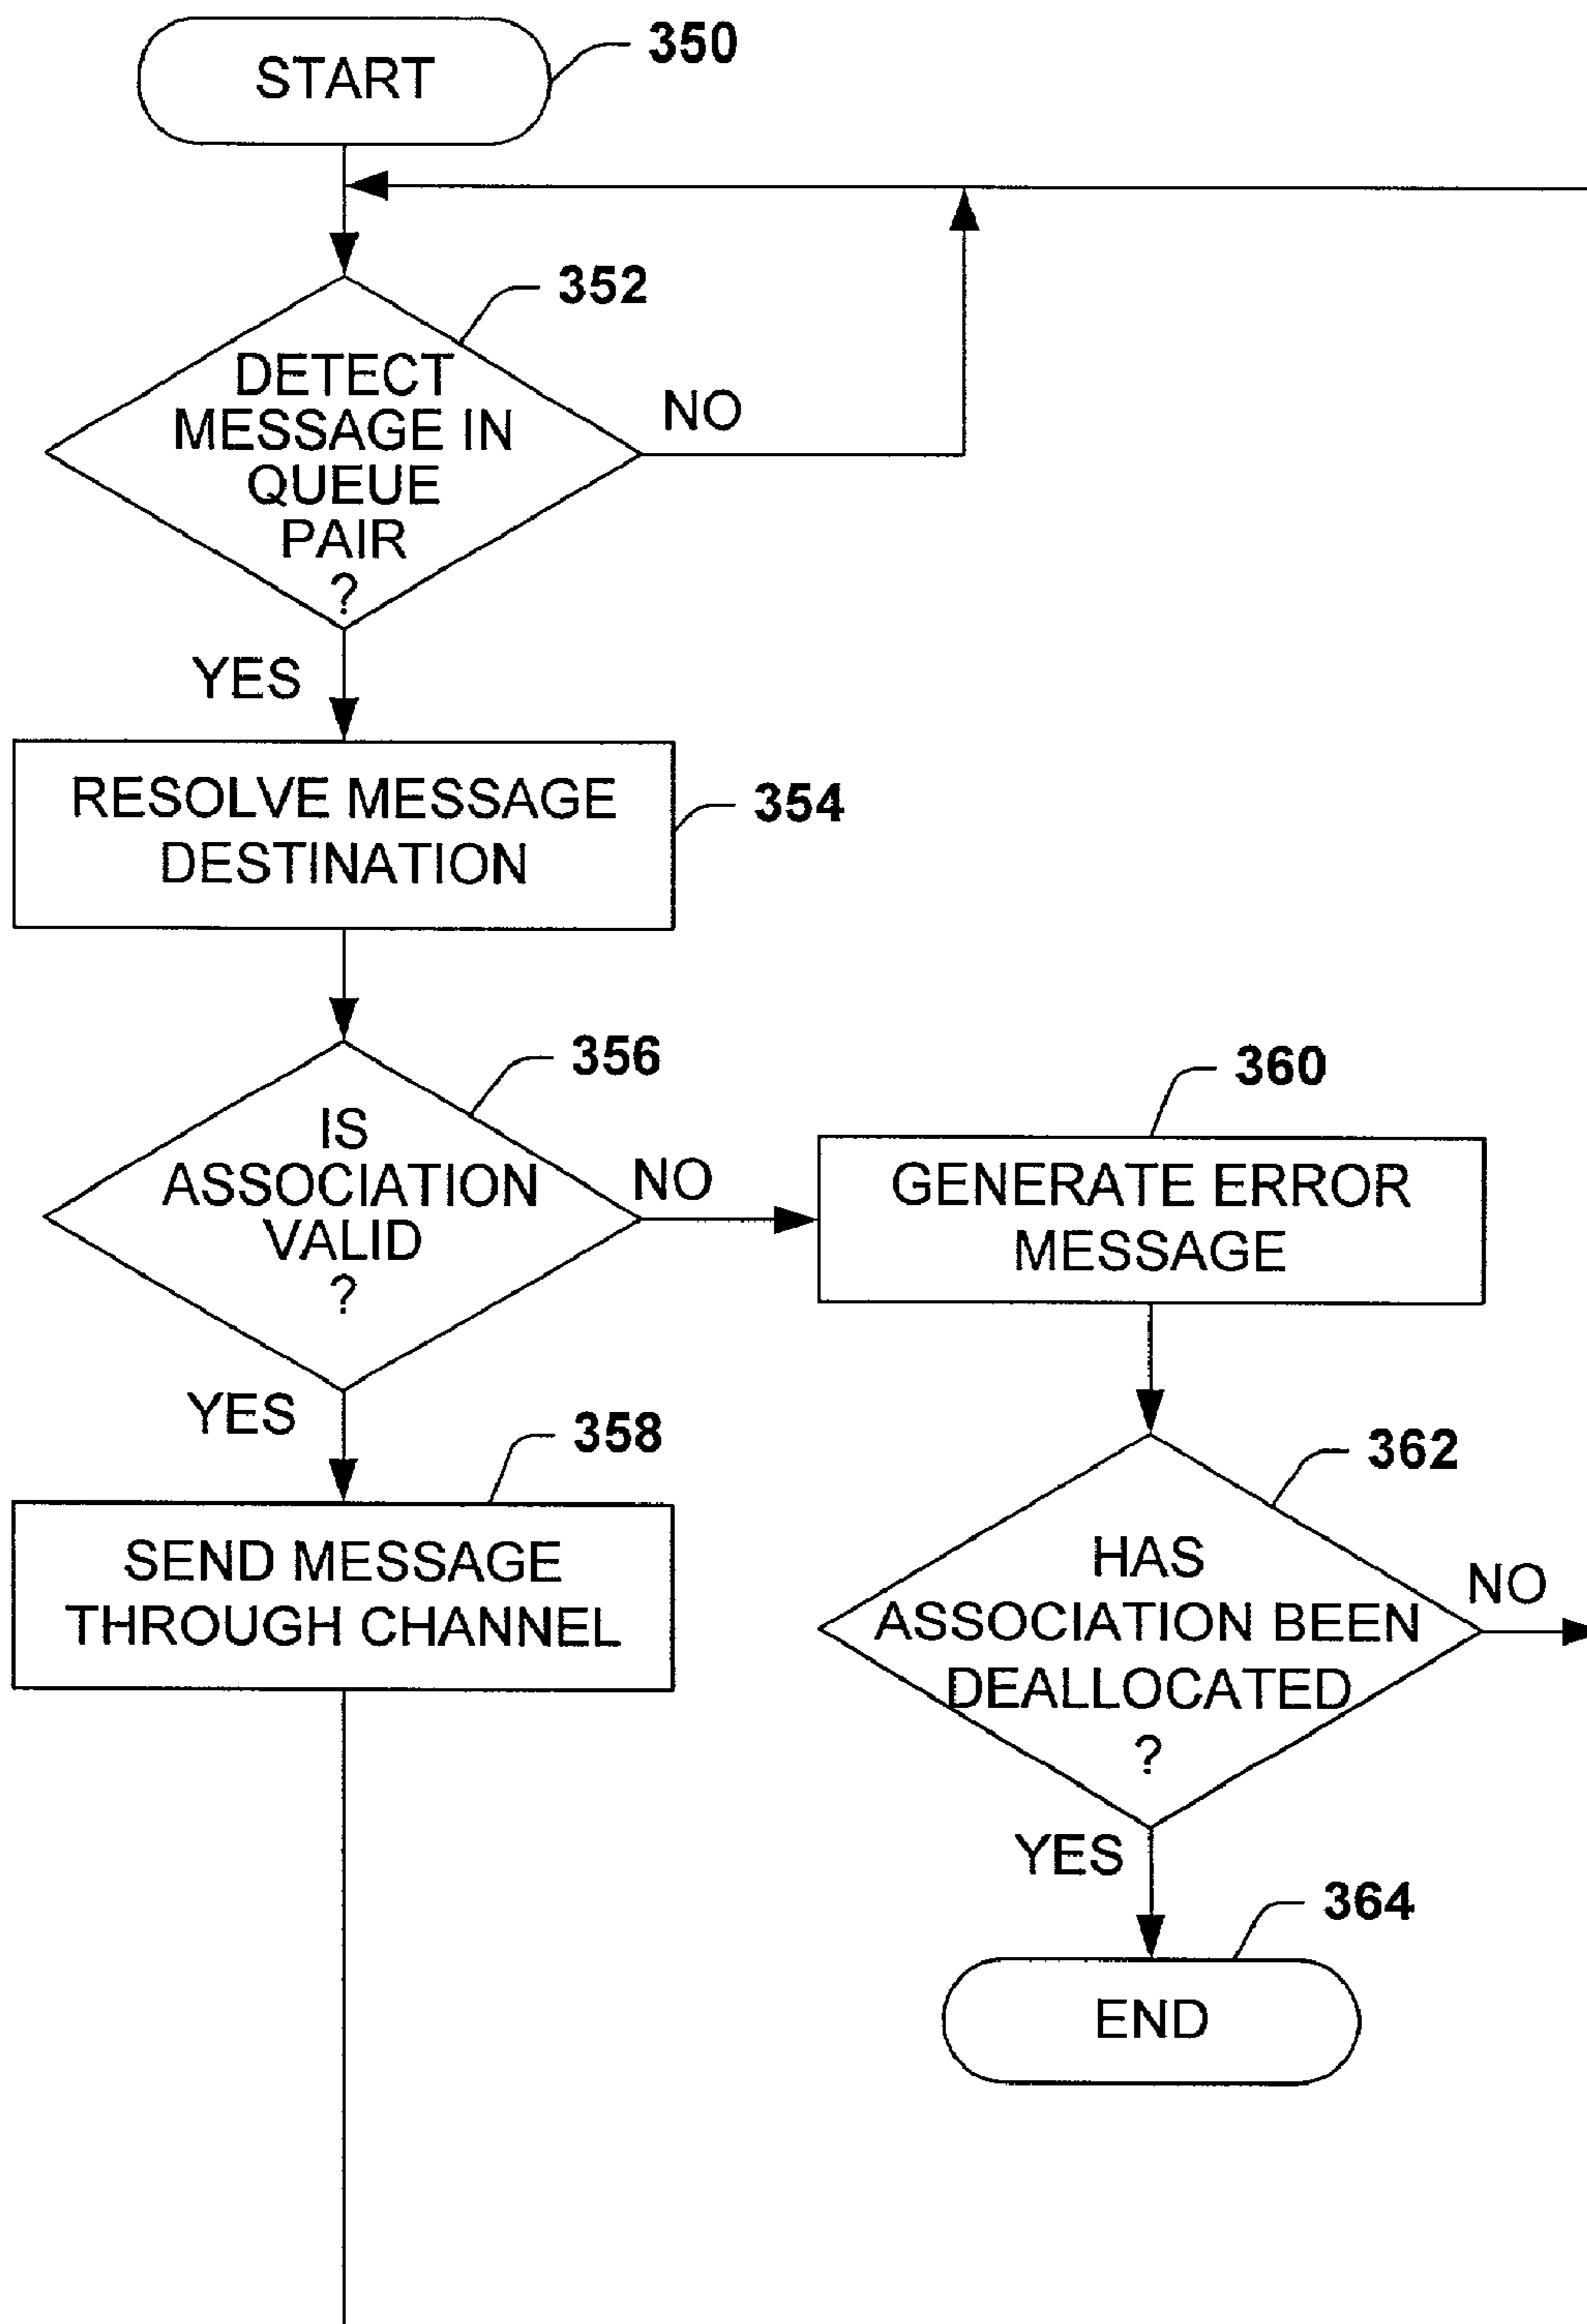 START
350
352
DETECT
MESSAGE IN
QUEUE
PAIR
?
NO
YES
RESOLVE MESSAGE
DESTINATION
354
356
IS
ASSOCIATION
VALID
?
NO
YES
360
GENERATE ERROR
MESSAGE
358
SEND MESSAGE
THROUGH CHANNEL
362
HAS
ASSOCIATION BEEN
DEALLOCATED
?
NO
YES
364
END